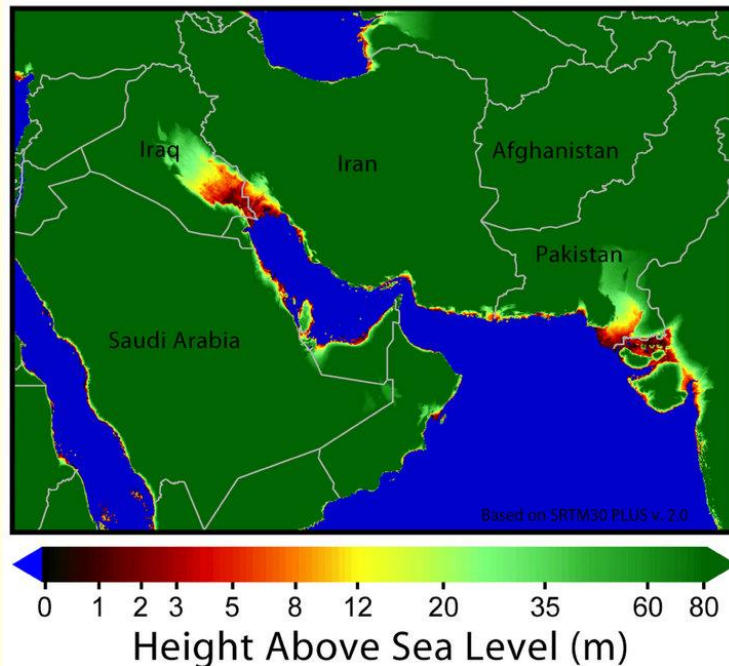 Iraq
Iran
Afghanistan
Pakistan
Saudi Arabia
Based on SRTM30 PLUS v. 2.0
0 1 2 3 5 8 12 20 35 60 80
Height Above Sea Level (m)